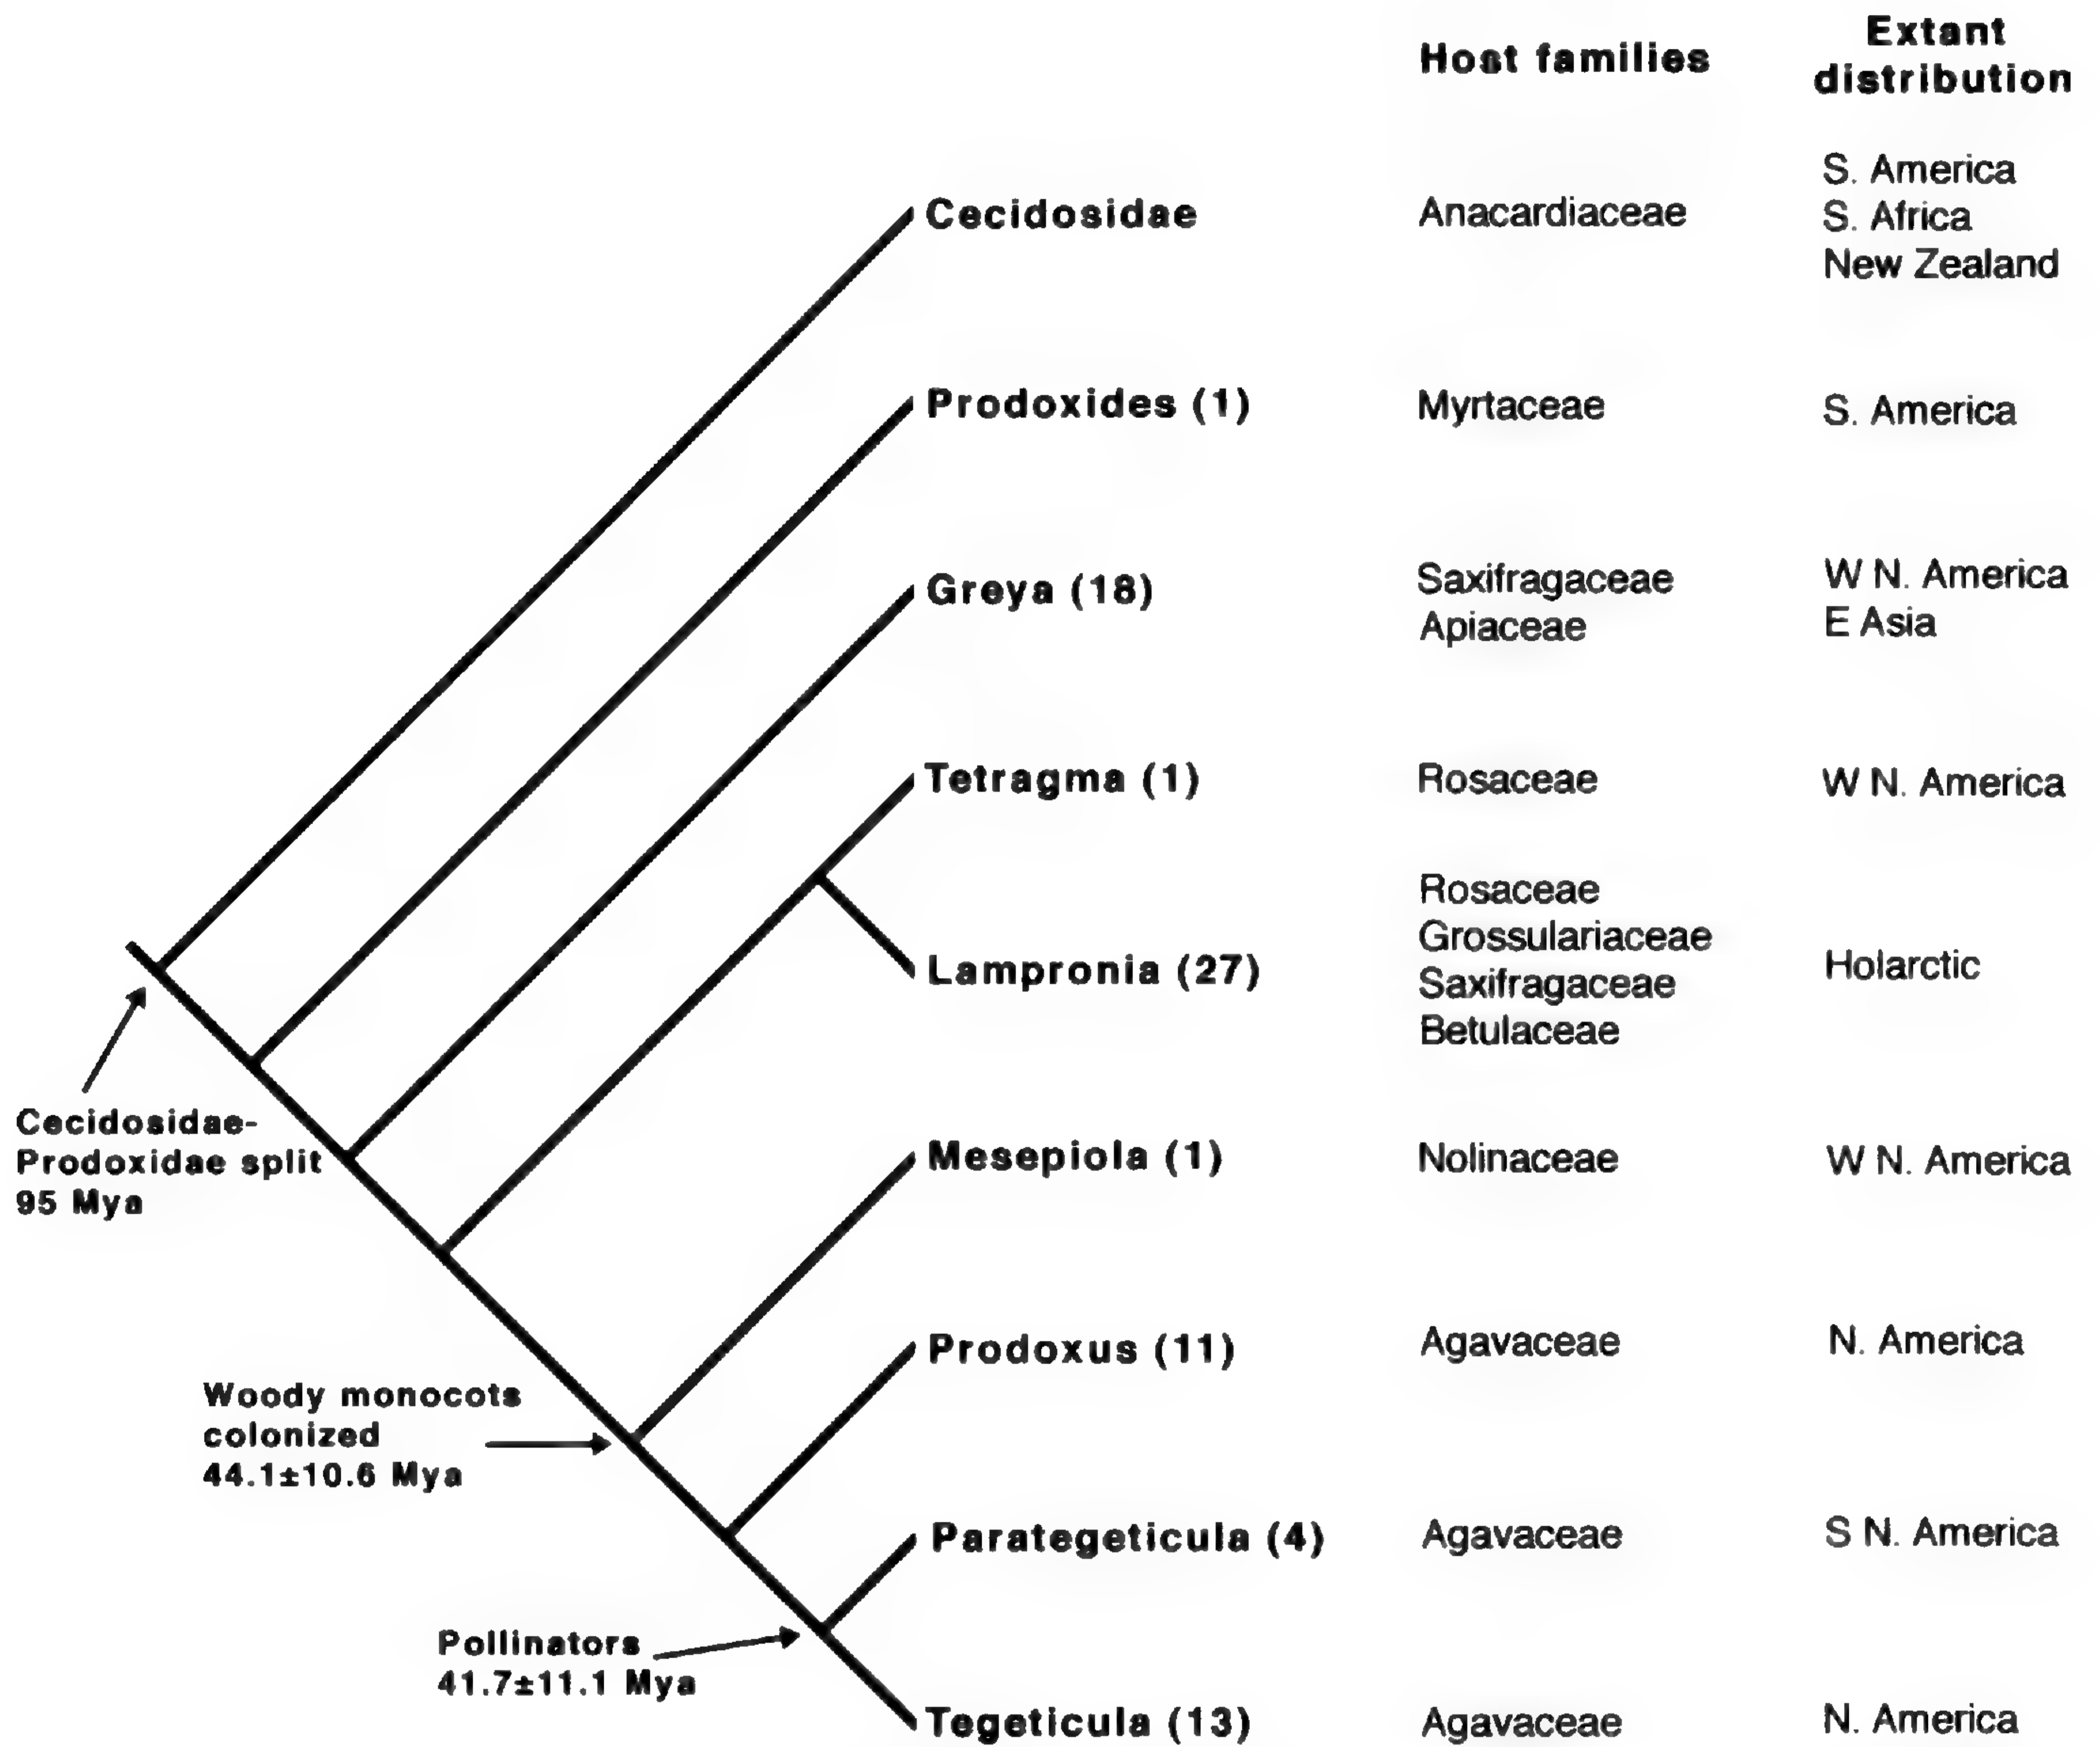 Host families
Extant
distribution
Cecidosidae
Anacardiaceae
S. America
S. Africa
New Zealand
Prodoxides (1)
Myrtaceae
S. America
Greya (18)
Saxifragaceae
Apiaceae
W N. America
E Asia
Tetragma (1)
Rosaceae
W N. America
Lampronia (27)
Rosaceae
Grossulariaceae
Saxifragaceae
Betulaceae
Holarctic
Cecidosidae-
Prodoxidae split
95 Mya
Mesepiola (1)
Nolinaceae
W N. America
Prodoxus (11)
Agavaceae
N. America
Woody monocots
colonized
44.1±10.6 Mya
Parategeticula (4)
Agavaceae
S N. America
Pollinators
41.7±11.1 Mya
Tegeticula (13)
Agavaceae
N. America